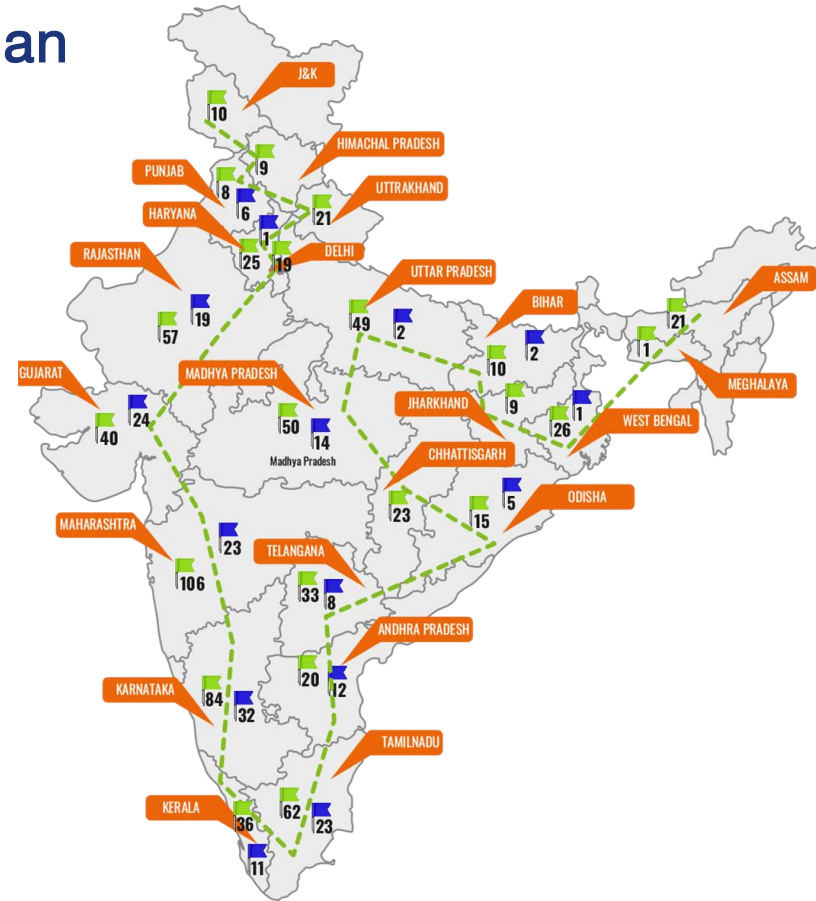 an
J&K
10
HIMACHAL PRADESH
9
PUNJAB
8
UTTRAKHAND
6
21
HARYANA
1
25
19
DELHI
RAJASTHAN
UTTAR PRADESH
ASSAM
19
57
49
2
BIHAR
21
1
2
10
GUJARAT
MADHYA PRADESH
MEGHALAYA
24
40
50
14
JHARKHAND
9
1
26
WEST BENGAL
Madhya Pradesh
CHHATTISGARH
23
5
15
ODISHA
MAHARASHTRA
23
TELANGANA
106
33
8
ANDHRA PRADESH
20
12
KARNATAKA
84
32
TAMILNADU
KERALA
36
62
23
11